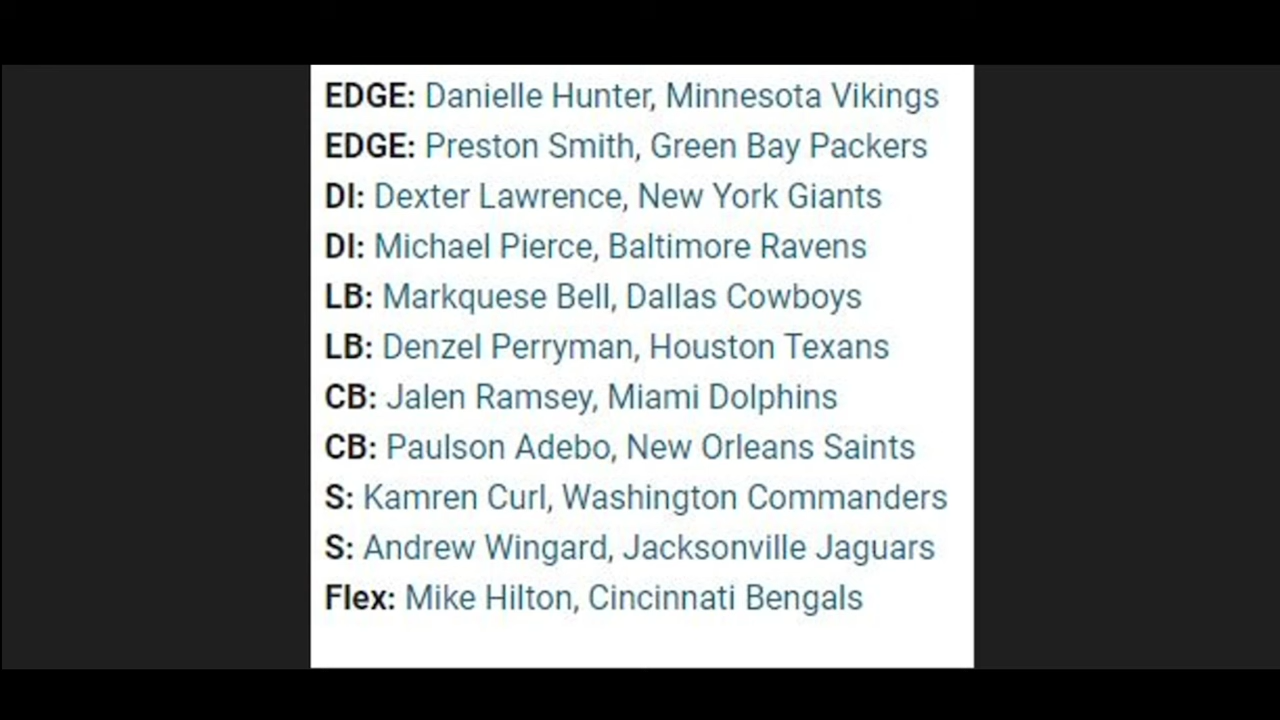 EDGE: Danielle Hunter, Minnesota Vikings
EDGE: Preston Smith, Green Bay Packers
DI: Dexter Lawrence, New York Giants
DI: Michael Pierce, Baltimore Ravens
LB: Markquese Bell, Dallas Cowboys
LB: Denzel Perryman, Houston Texans
CB: Jalen Ramsey, Miami Dolphins
CB: Paulson Adebo, New Orleans Saints
S: Kamren Curl, Washington Commanders
S: Andrew Wingard, Jacksonville Jaguars
Flex: Mike Hilton, Cincinnati Bengals